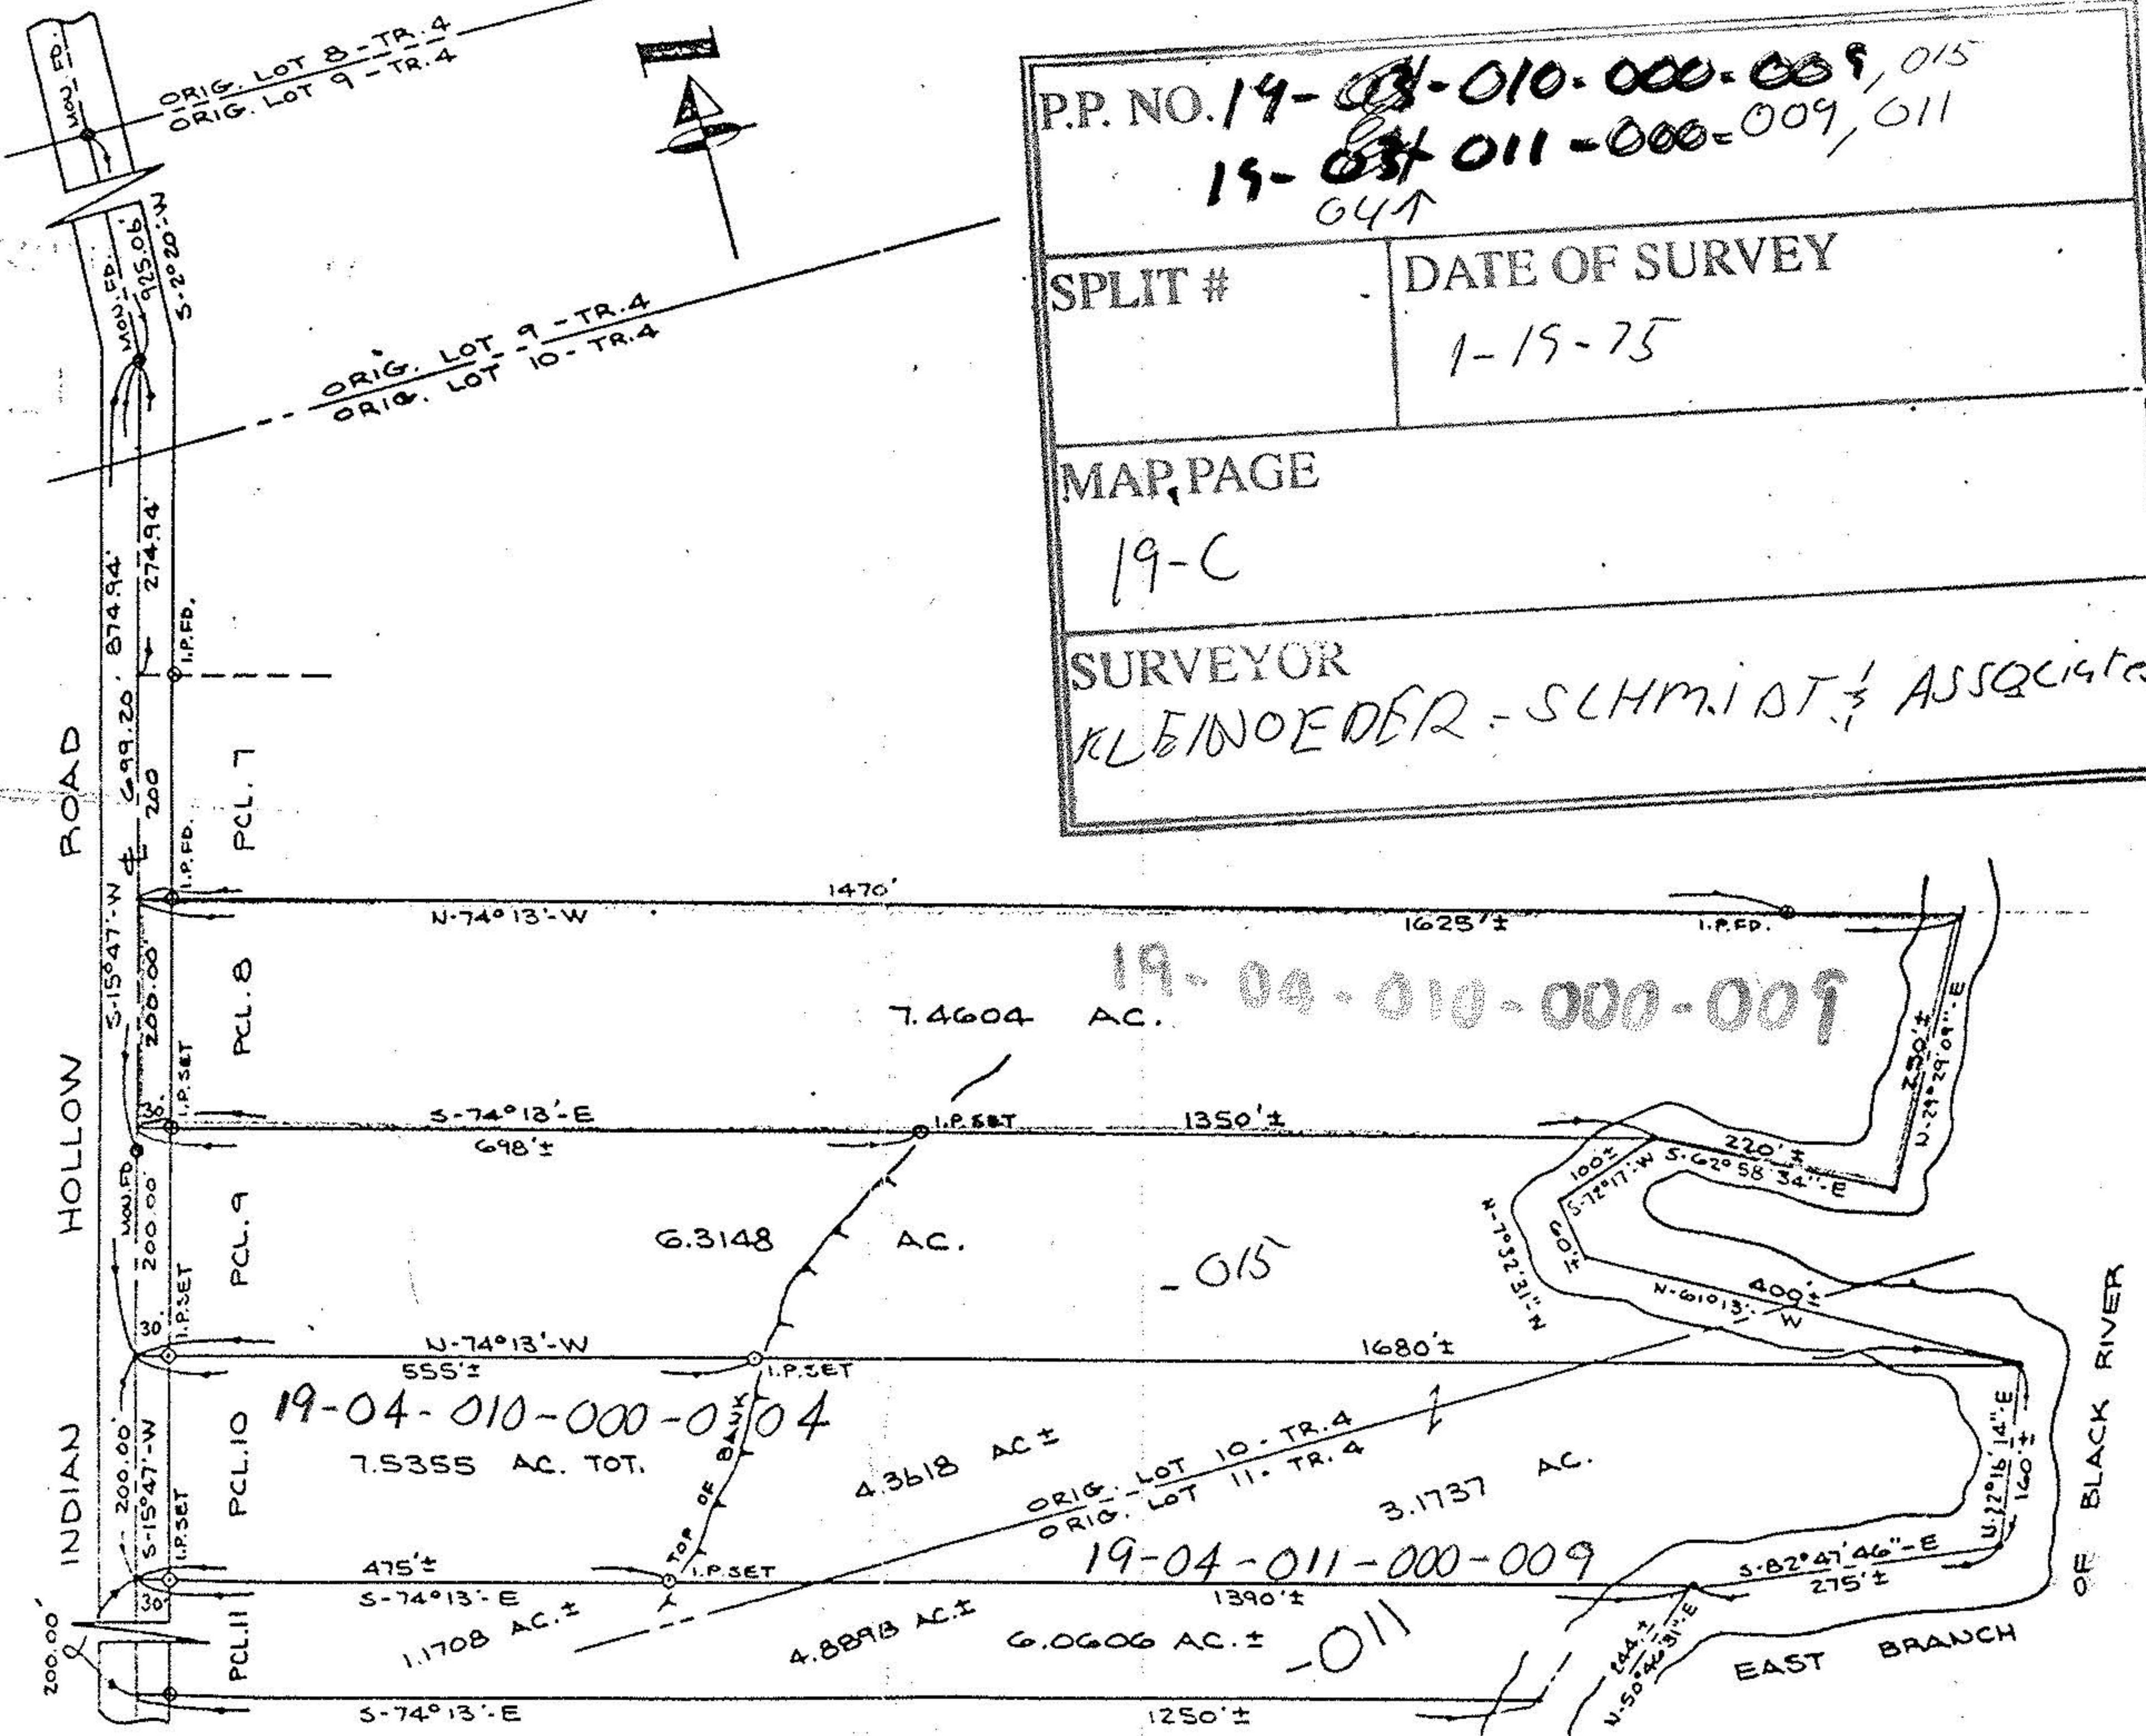 MON. FD.
ORIG. LOT 8 - TR. 4
ORIG. LOT 9 - TR. 4
P.P. NO. 19- -010-000-009, 015
19- 011-000-009, 011
04↑
SPLIT #
DATE OF SURVEY
1-15-75
MAP PAGE
19-C
SURVEYOR
KLEINOEDER-SCHMIDT & ASSOCIATES
MON. FD.
925.06'
S-2°20'-W
ORIG. LOT 9 - TR. 4
ORIG. LOT 10 - TR. 4
874.94'
274.94'
699.20'
200
I.P. FD.
I.P. FD.
PCL. 7
INDIAN HOLLOW ROAD
S-15°47'-W
1470'
N-74°13'-W
1625'±
I.P. FD.
200.00'
PCL. 8
7.4604 AC.
19-04-010-000-009
250'±
N-29°29'09"-E
30.
I.P. SET
S-74°13'-E
698'±
I.P. SET
1350'±
220'±
S-62°58'34"-E
100'±
S-72°17'-W
60'±
N-7°32'31"-N
MON. FD.
200.00'
PCL. 9
6.3148 AC.
-015
400'±
N-61°13'-W
30.
I.P. SET
N-74°13'-W
555'±
I.P. SET
1680'±
200.00'
S-15°47'-W
PCL. 10
19-04-010-000-004
7.5355 AC. TOT.
TOP OF BANK
4.3618 AC ±
ORIG. LOT 10 - TR. 4
ORIG. LOT 11 - TR. 4
3.1737 AC.
N-22°16'14"-E
160'±
I.P. SET
475'±
S-74°13'-E
I.P. SET
19-04-011-000-009
1390'±
S-82°47'46"-E
275'±
30'
200.00'
PCL. 11
1.1708 AC. ±
4.8898 AC. ±
6.0606 AC. ±
-011
244'±
N-50°46'31"-E
EAST BRANCH OF BLACK RIVER
S-74°13'-E
1250'±